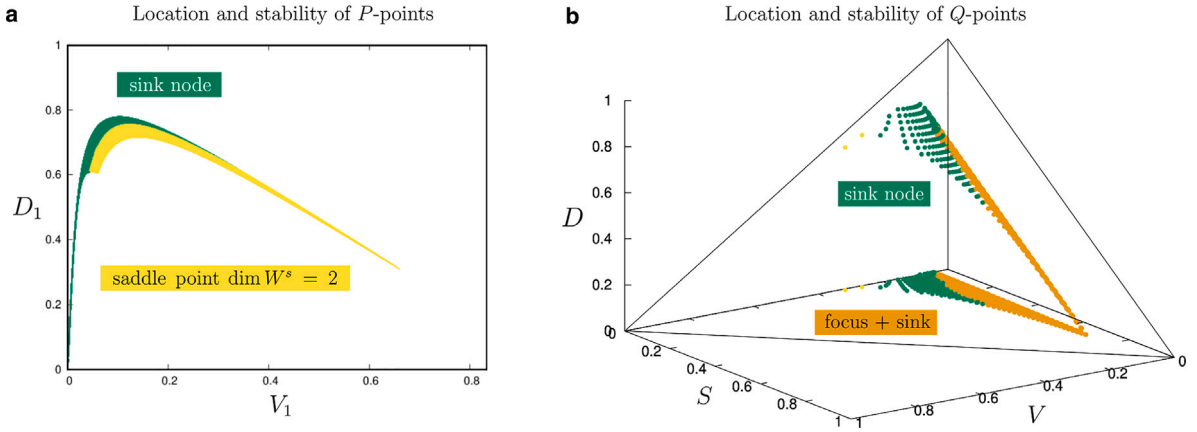 a
Location and stability of P-points
1
0.8
0.6
0.4
0.2
0
D₁
sink node
saddle point dim Wˢ = 2
0
0.2
0.4
0.6
0.8
V₁
b
Location and stability of Q-points
1
0.8
0.6
0.4
0.2
0
D
sink node
focus + sink
0
0.2
0.4
0.6
0.8
1
S
1
0.8
0.6
0.4
0.2
0
V